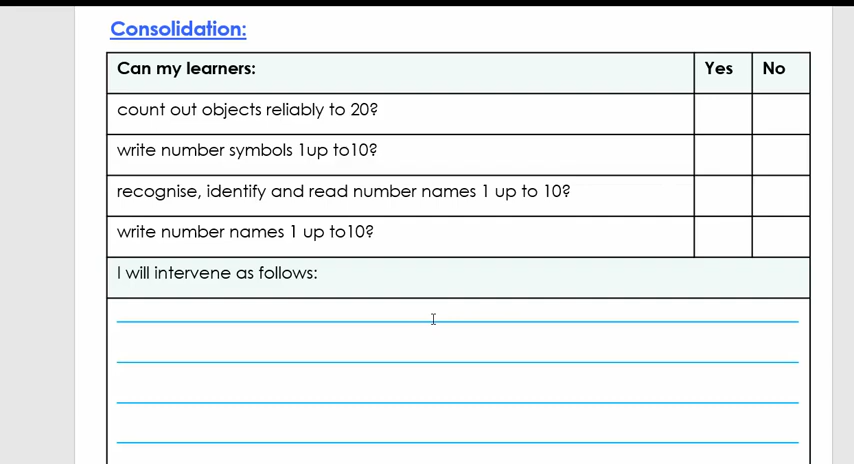 Consolidation:
Can my learners: Yes No
count out objects reliably to 20?
write number symbols 1up to10?
recognise, identify and read number names 1 up to 10?
write number names 1 up to10?
I will intervene as follows: